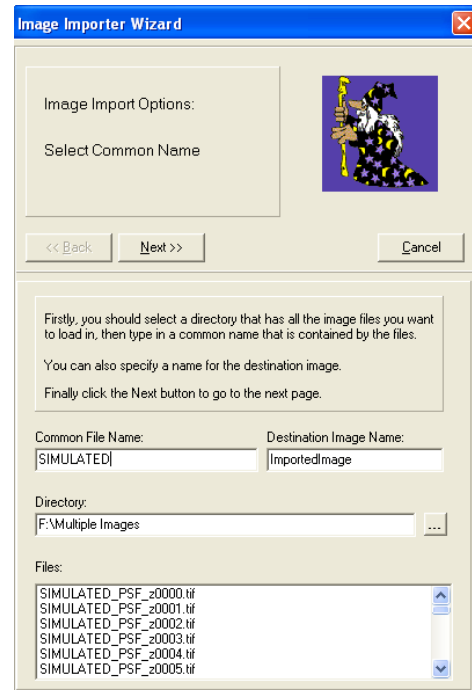 Image Importer Wizard
Image Import Options:
Select Common Name
<< Back
Next >>
Cancel
Firstly, you should select a directory that has all the image files you want
to load in, then type in a common name that is contained by the files.
You can also specify a name for the destination image.
Finally click the Next button to go to the next page.
Common File Name:
Destination Image Name:
SIMULATED
ImportedImage
Directory:
F:\Multiple Images
...
Files:
SIMULATED_PSF_z0000.tif
SIMULATED_PSF_z0001.tif
SIMULATED_PSF_z0002.tif
SIMULATED_PSF_z0003.tif
SIMULATED_PSF_z0004.tif
SIMULATED_PSF_z0005.tif